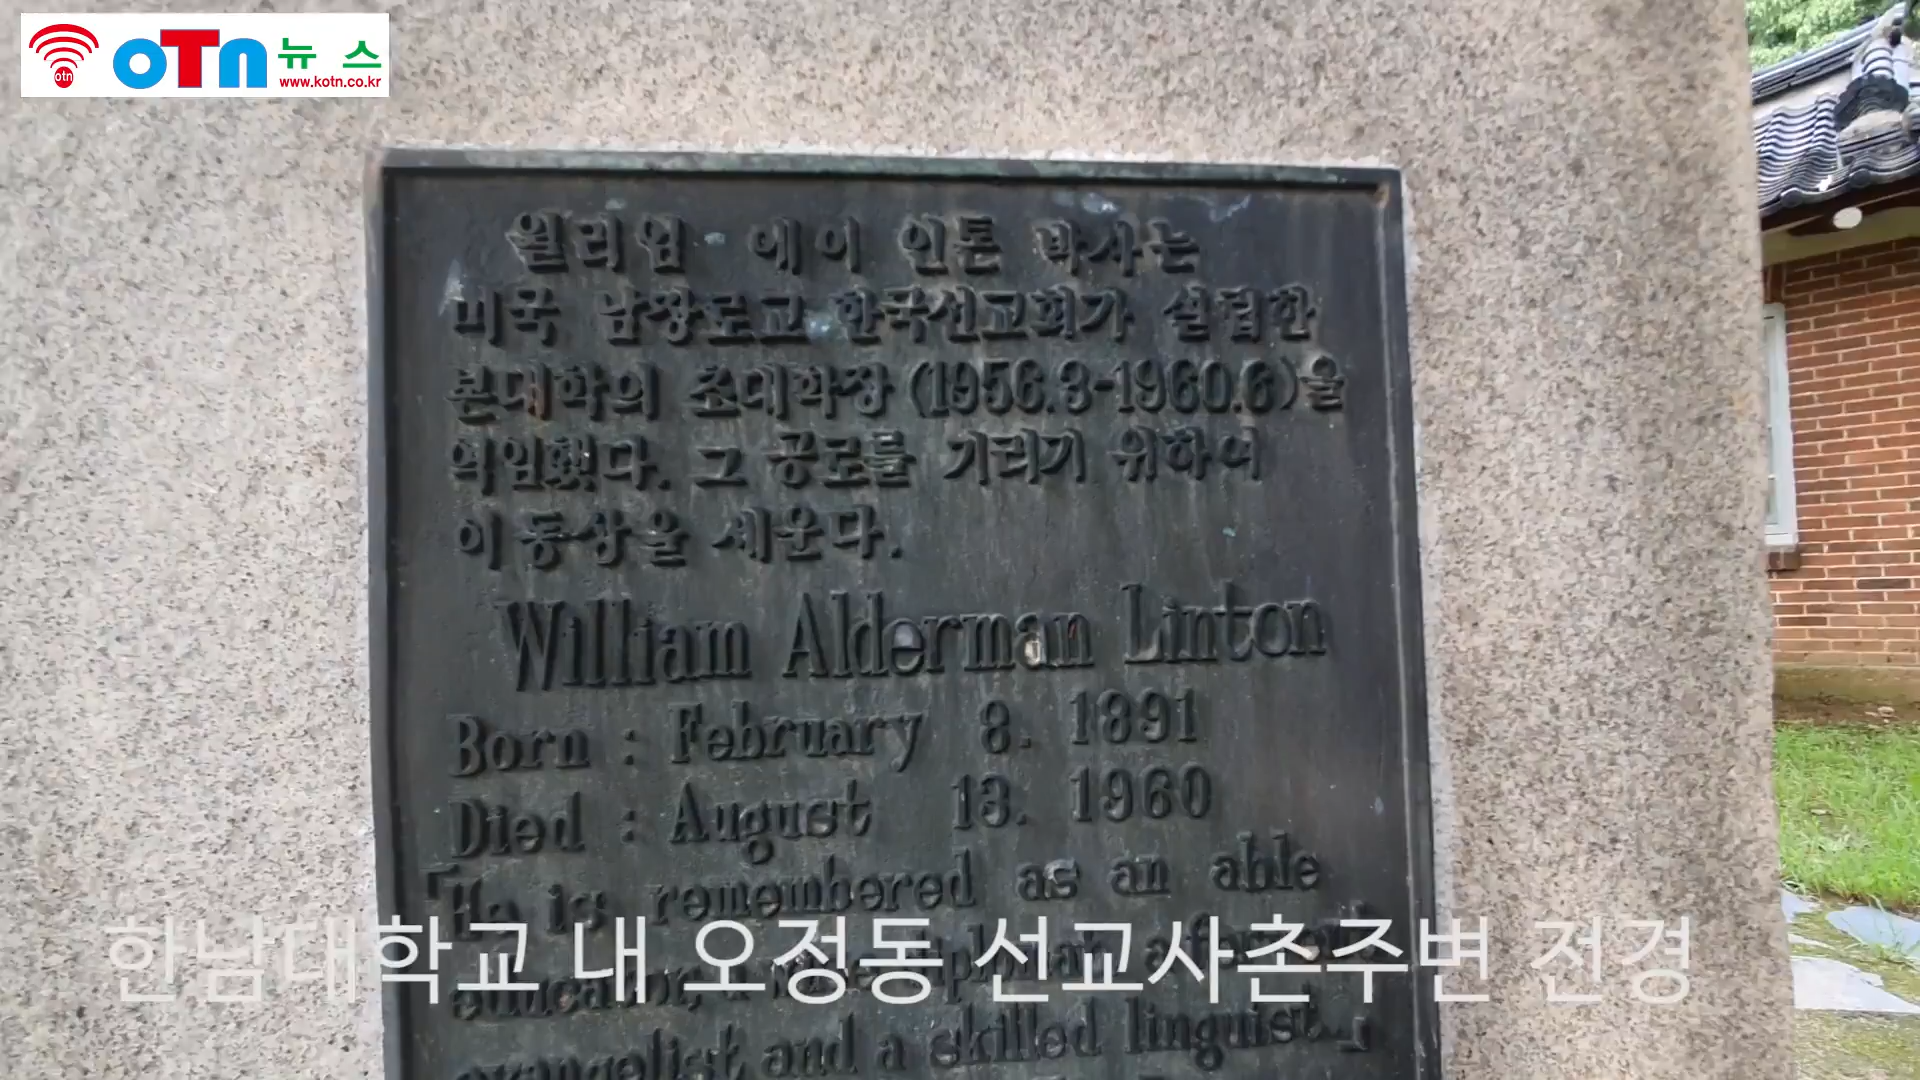 otn
OTN 뉴스
www.kotn.co.kr
윌리엄 에이 인톤 박사는
미국 남장로교 한국선교회가 설립한
본대학의 초대학장(1956.3-1960.6)을
역임했다. 그 공로를 기리기 위하여
이 동상을 세운다.
William Alderman Linton
Born : February 8. 1891
Died : August 13. 1960
「He is remembered as an able
educator, a
evangelist and a skilled linguist.」
한남대학교 내 오정동 선교사촌주변 전경